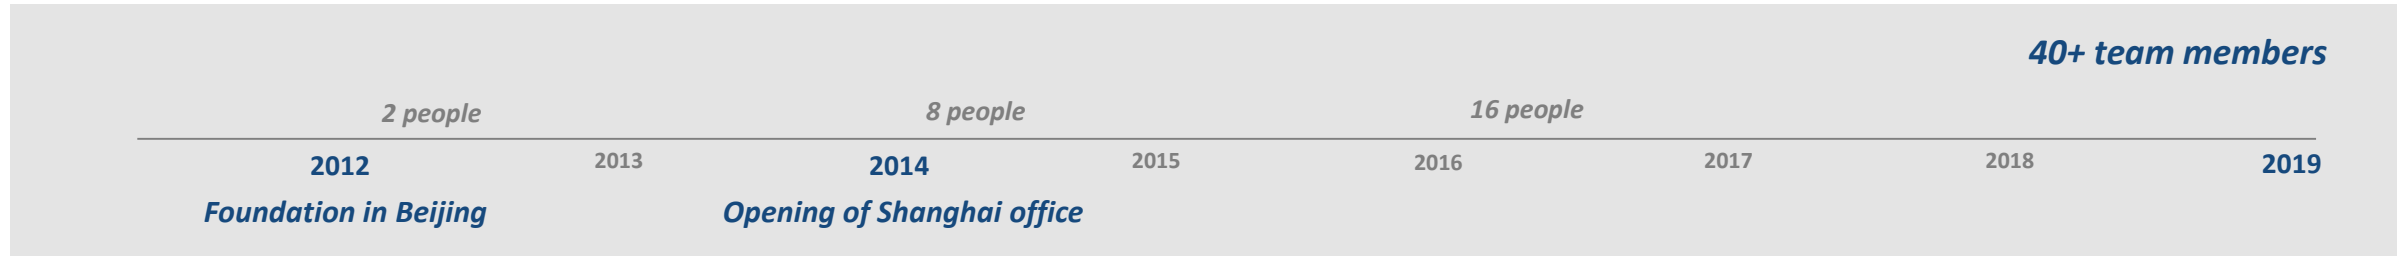 40+ team members
2 people 8 people 16 people
2012 2013 2014 2015 2016 2017 2018 2019
Foundation in Beijing Opening of Shanghai office